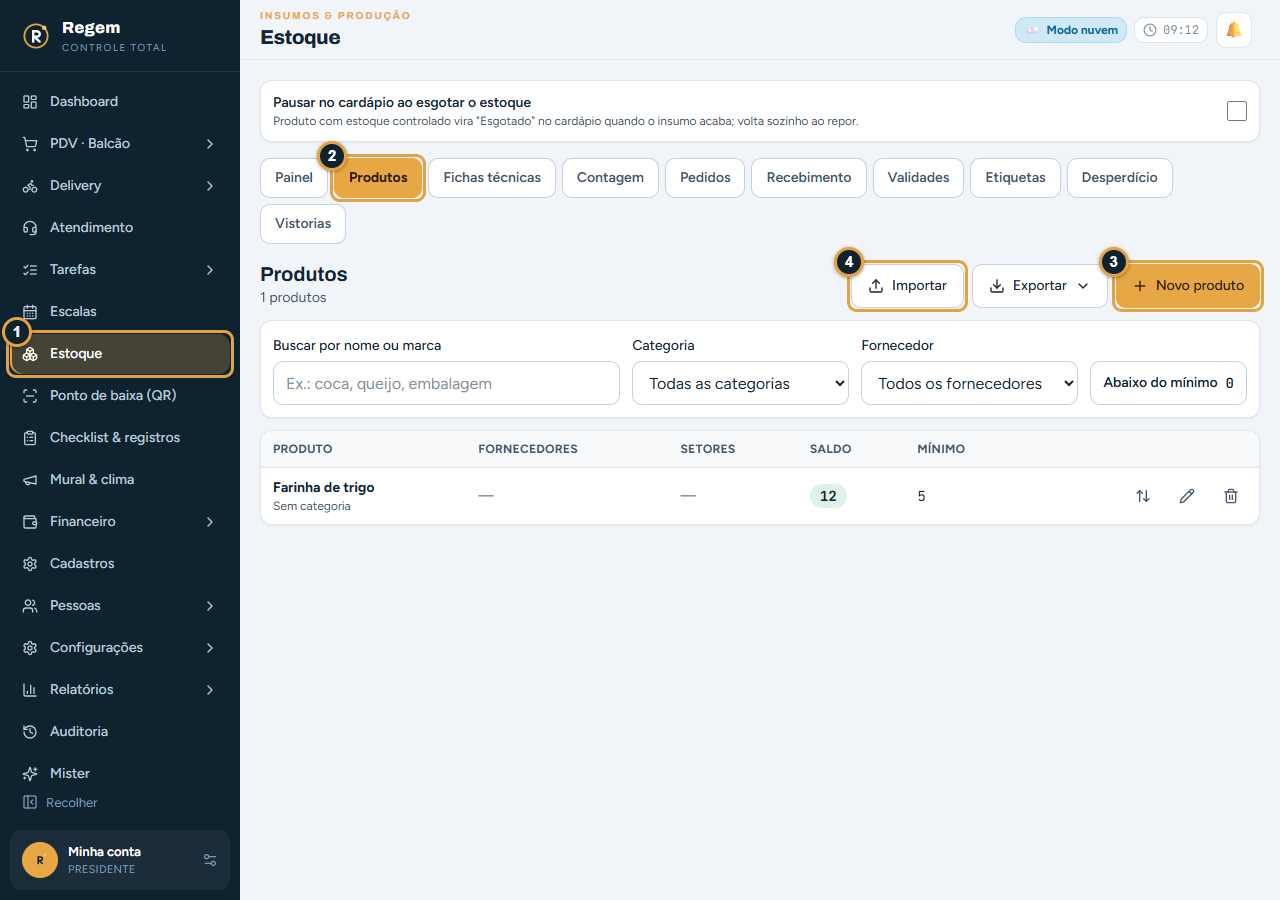 Regem
CONTROLE TOTAL
Dashboard
PDV · Balcão
Delivery
Atendimento
Tarefas
Escalas
1
Estoque
Ponto de baixa (QR)
Checklist & registros
Mural & clima
Financeiro
Cadastros
Pessoas
Configurações
Relatórios
Auditoria
Mister
Recolher
R
Minha conta
PRESIDENTE
INSUMOS & PRODUÇÃO
Estoque
Modo nuvem
09:12
Pausar no cardápio ao esgotar o estoque
Produto com estoque controlado vira "Esgotado" no cardápio quando o insumo acaba; volta sozinho ao repor.
2
Painel Produtos Fichas técnicas Contagem Pedidos Recebimento Validades Etiquetas Desperdício
Vistorias
Produtos
1 produtos
4
Importar
Exportar
3
Novo produto
Buscar por nome ou marca
Ex.: coca, queijo, embalagem
Categoria
Todas as categorias
Fornecedor
Todos os fornecedores
Abaixo do mínimo 0
PRODUTO FORNECEDORES SETORES SALDO MÍNIMO
Farinha de trigo — — 12 5
Sem categoria